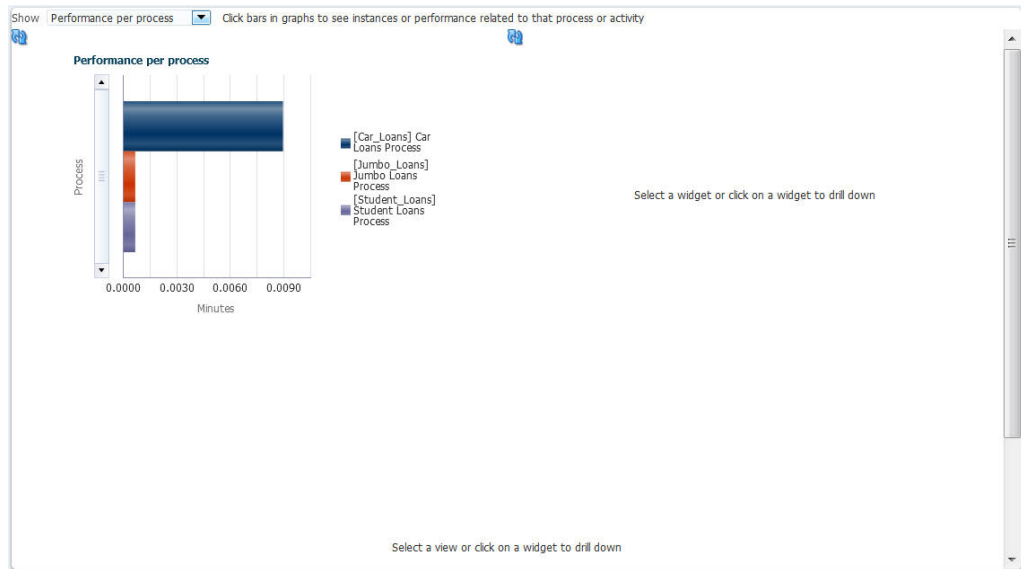 Show Performance per process Click bars in graphs to see instances or performance related to that process or activity
Performance per process
Process
[Car_Loans] Car
Loans Process
[Jumbo_Loans]
Jumbo Loans
Process
[Student_Loans]
Student Loans
Process
0.0000 0.0030 0.0060 0.0090
Minutes
Select a widget or click on a widget to drill down
Select a view or click on a widget to drill down